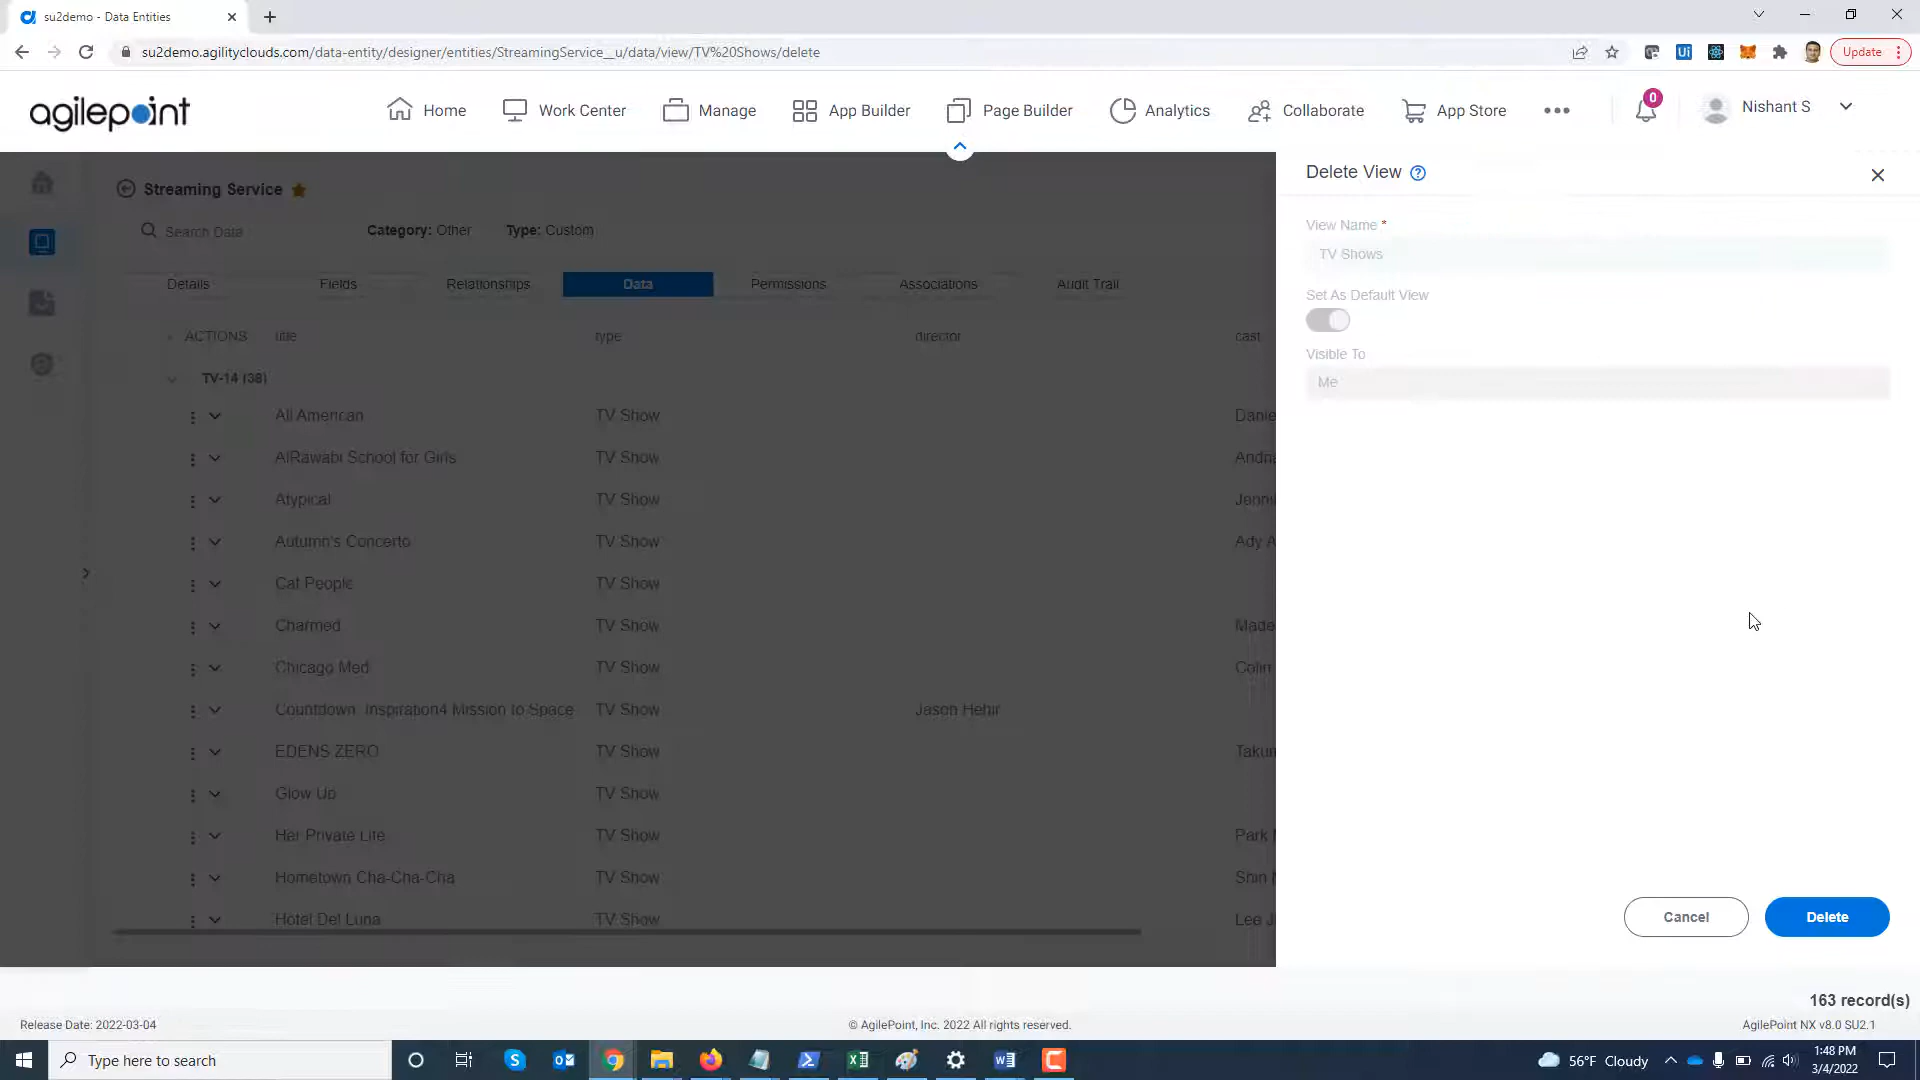 su2demo - Data Entities
su2demo.agilityclouds.com/data-entity/designer/entities/StreamingService__u/data/view/TV%20Shows/delete
Update
agilepoint
Home
Work Center
Manage
App Builder
Page Builder
Analytics
Collaborate
App Store
0
Nishant S
Streaming Service
Search Data
Category: Other
Type: Custom
Details
Fields
Relationships
Data
Permissions
Associations
Audit Trail
ACTIONS title type director cast
TV-14 (38)
All American TV Show Danie
AlRawabi School for Girls TV Show Andria
Atypical TV Show Jenni
Autumn's Concerto TV Show Ady A
Cat People TV Show
Charmed TV Show Made
Chicago Med TV Show Colin
Countdown: Inspiration4 Mission to Space TV Show Jason Hehir
EDENS ZERO TV Show Takum
Glow Up TV Show
Her Private Life TV Show Park
Hometown Cha-Cha-Cha TV Show Shin
Hotel Del Luna TV Show Lee J
Delete View
View Name *
TV Shows
Set As Default View
Visible To
Me
Cancel
Delete
163 record(s)
Release Date: 2022-03-04
© AgilePoint, Inc. 2022 All rights reserved.
AgilePoint NX v8.0 SU2.1
Type here to search
56°F Cloudy
1:48 PM
3/4/2022